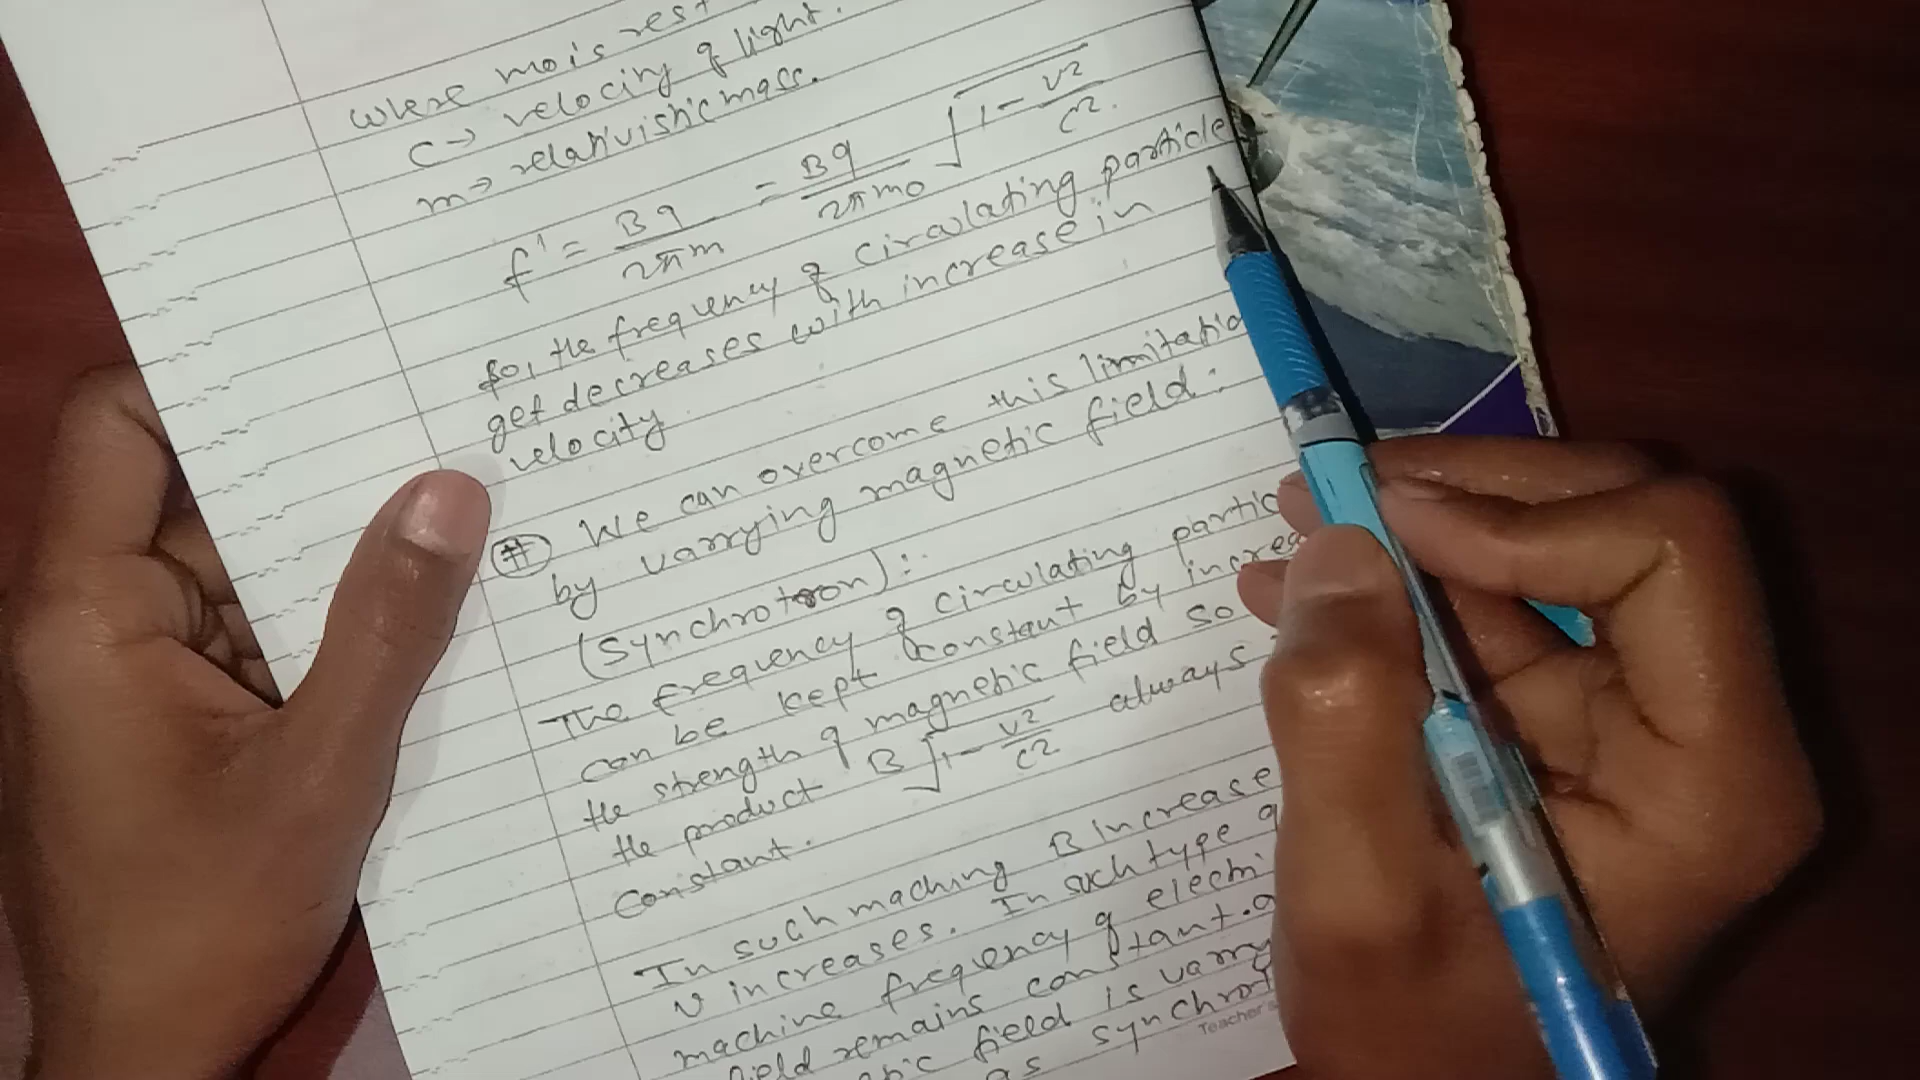 where mo is rest
c → velocity of light.
m → relativistic mass.
f' = Bq / 2πm = Bq / 2πmo √1 - v² / c².
So, the frequency of circulating particle
get decreases with increase in
velocity
# We can overcome this limitatio
by varrying magnetic field :
(Synchrotron) :
The frequency of circulating partic
can be kept constant by increa
the strength of magnetic field so
the product B √1 - v² / c² always
constant.
In such maching B increase
v increases. In such type of
machine frequency of electri
field remains constant.
field is varry
as synchrot
Teacher's